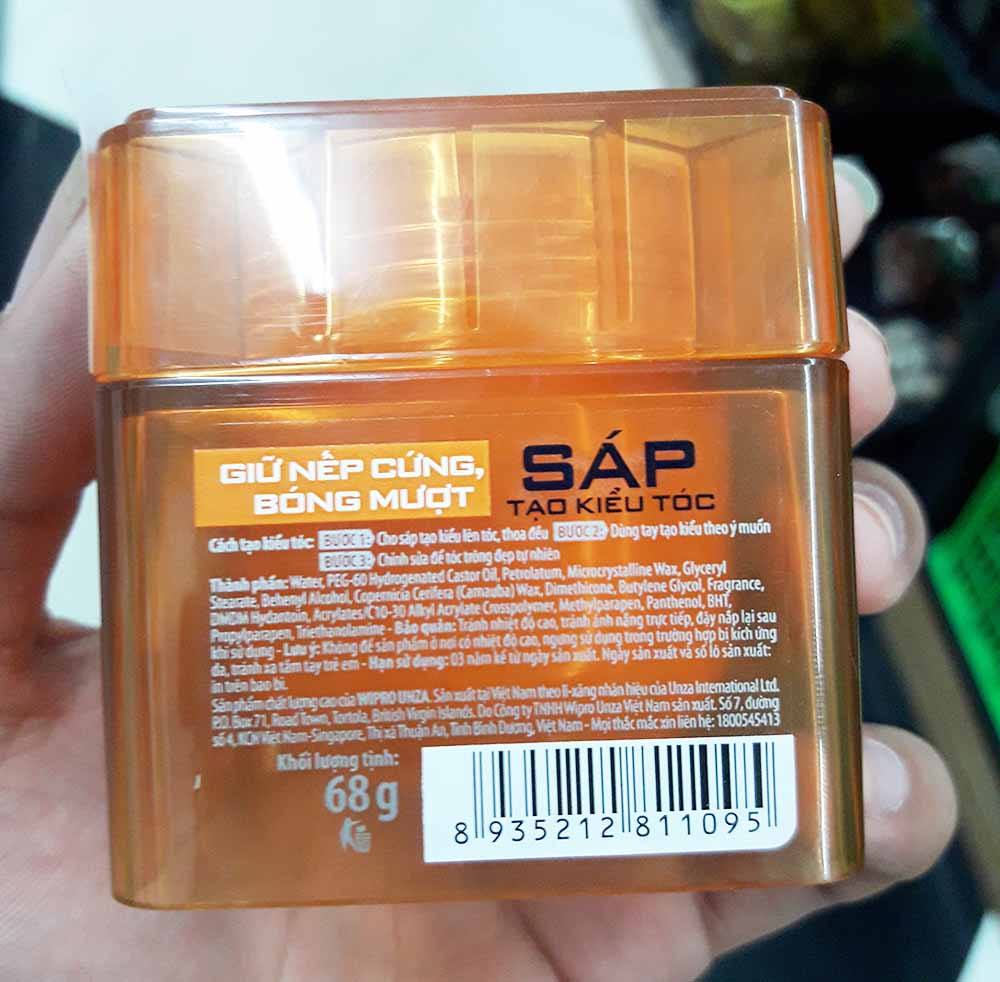 GIỮ NẾP CỨNG,
BÓNG MƯỢT
SÁP
TẠO KIỂU TÓC
Cách tạo kiểu tóc: BƯỚC 1: Cho sáp tạo kiểu lên tóc, thoa đều BƯỚC 2: Dùng tay tạo kiểu theo ý muốn
BƯỚC 3: Chỉnh sửa để tóc trông đẹp tự nhiên
Thành phần: Water, PEG-60 Hydrogenated Castor Oil, Petrolatum, Microcrystalline Wax, Glyceryl
Stearate, Behenyl Alcohol, Copernicia Cerifera (Carnauba) Wax, Dimethicone, Butylene Glycol, Fragrance,
DMDM Hydantoin, Acrylates/C10-30 Alkyl Acrylate Crosspolymer, Methylparapen, Panthenol, BHT,
Propylparapen, Triethanolamine - Bảo quản: Tránh nhiệt độ cao, tránh ánh nắng trực tiếp, đậy nắp lại sau
khi sử dụng - Lưu ý: Không để sản phẩm ở nơi có nhiệt độ cao, ngưng sử dụng trong trường hợp bị kích ứng
da, tránh xa tầm tay trẻ em - Hạn sử dụng: 03 năm kể từ ngày sản xuất. Ngày sản xuất và số lô sản xuất:
in trên bao bì.
Sản phẩm chất lượng cao của WIPRO UNZA. Sản xuất tại Việt Nam theo li-xăng nhãn hiệu của Unza International Ltd.
P.O. Box 71, Road Town, Tortola, British Virgin Islands. Do Công ty TNHH Wipro Unza Việt Nam sản xuất. Số 7, đường
số 4, KCN Việt Nam-Singapore, Thị xã Thuận An, Tỉnh Bình Dương, Việt Nam - Mọi thắc mắc xin liên hệ: 1800545413
Khối lượng tịnh:
68 g
8 935212 811095